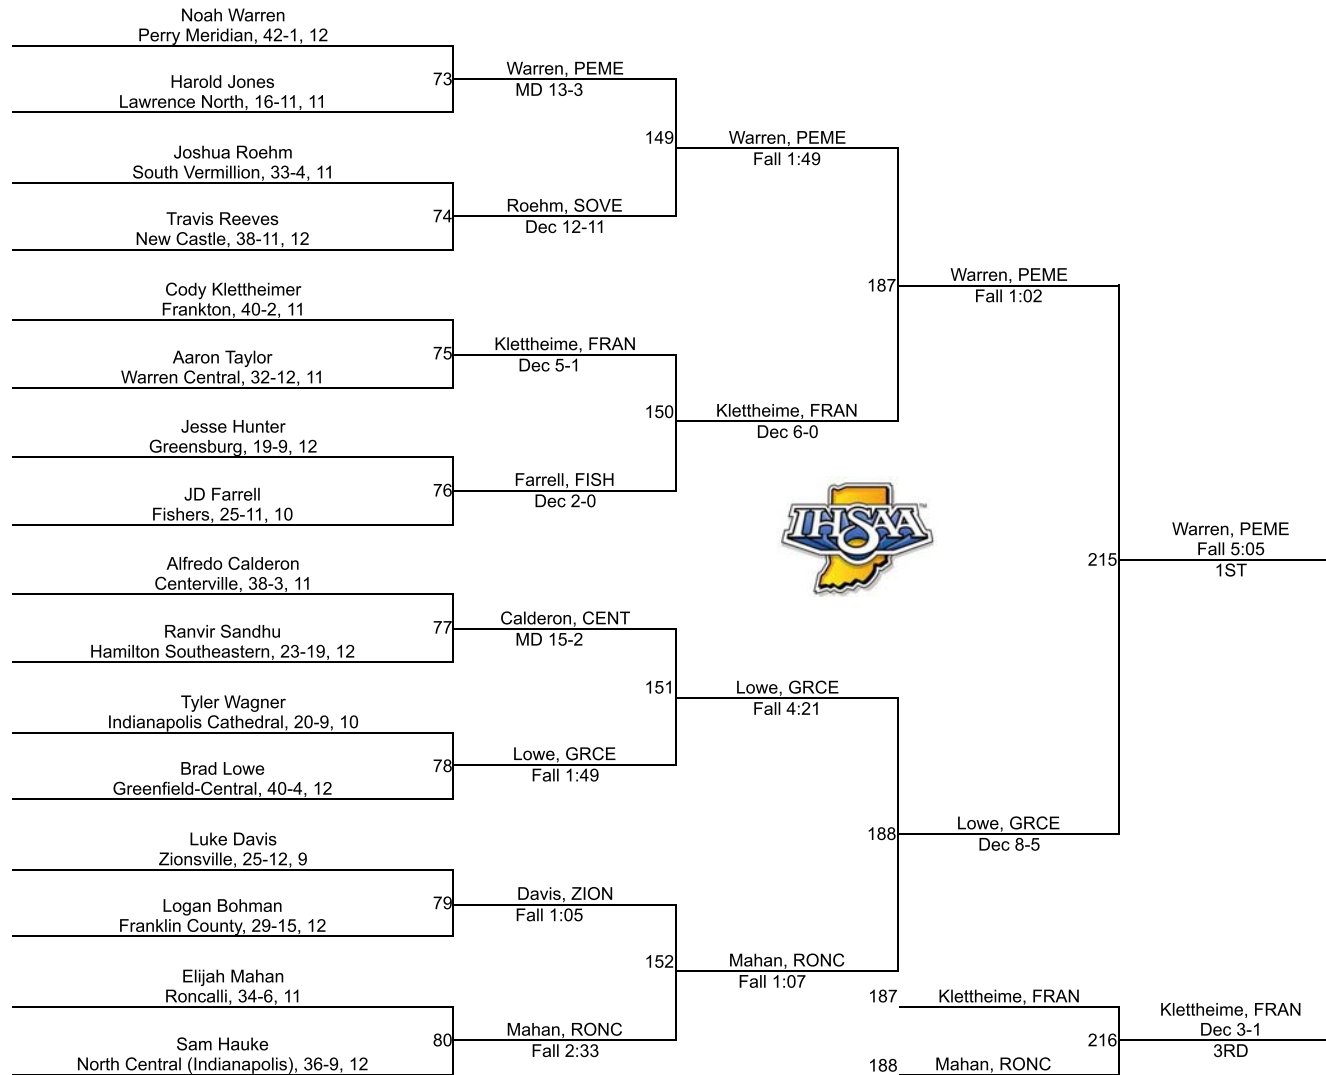 Noah Warren
Perry Meridian, 42-1, 12
73
Harold Jones
Lawrence North, 16-11, 11
Joshua Roehm
South Vermillion, 33-4, 11
74
Travis Reeves
New Castle, 38-11, 12
Cody Klettheimer
Frankton, 40-2, 11
75
Aaron Taylor
Warren Central, 32-12, 11
Jesse Hunter
Greensburg, 19-9, 12
76
JD Farrell
Fishers, 25-11, 10
Alfredo Calderon
Centerville, 38-3, 11
77
Ranvir Sandhu
Hamilton Southeastern, 23-19, 12
Tyler Wagner
Indianapolis Cathedral, 20-9, 10
78
Brad Lowe
Greenfield-Central, 40-4, 12
Luke Davis
Zionsville, 25-12, 9
79
Logan Bohman
Franklin County, 29-15, 12
Elijah Mahan
Roncalli, 34-6, 11
80
Sam Hauke
North Central (Indianapolis), 36-9, 12
Warren, PEME
MD 13-3
149
Roehm, SOVE
Dec 12-11
Klettheime, FRAN
Dec 5-1
150
Farrell, FISH
Dec 2-0
Calderon, CENT
MD 15-2
151
Lowe, GRCE
Fall 1:49
Davis, ZION
Fall 1:05
152
Mahan, RONC
Fall 2:33
Warren, PEME
Fall 1:49
187
Klettheime, FRAN
Dec 6-0
IHSAA
TM
Lowe, GRCE
Fall 4:21
188
Mahan, RONC
Fall 1:07
Warren, PEME
Fall 1:02
215
Lowe, GRCE
Dec 8-5
Warren, PEME
Fall 5:05
1ST
187
Klettheime, FRAN
216
188
Mahan, RONC
Klettheime, FRAN
Dec 3-1
3RD